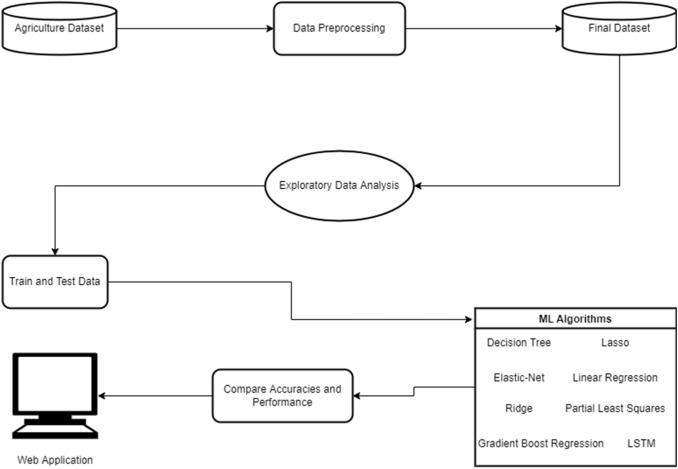 Agriculture Dataset
Data Preprocessing
Final Dataset
Exploratory Data Analysis
Train and Test Data
ML Algorithms
Decision Tree
Lasso
Elastic-Net
Linear Regression
Ridge
Partial Least Squares
Gradient Boost Regression
LSTM
Compare Accuracies and
Performance
Web Application